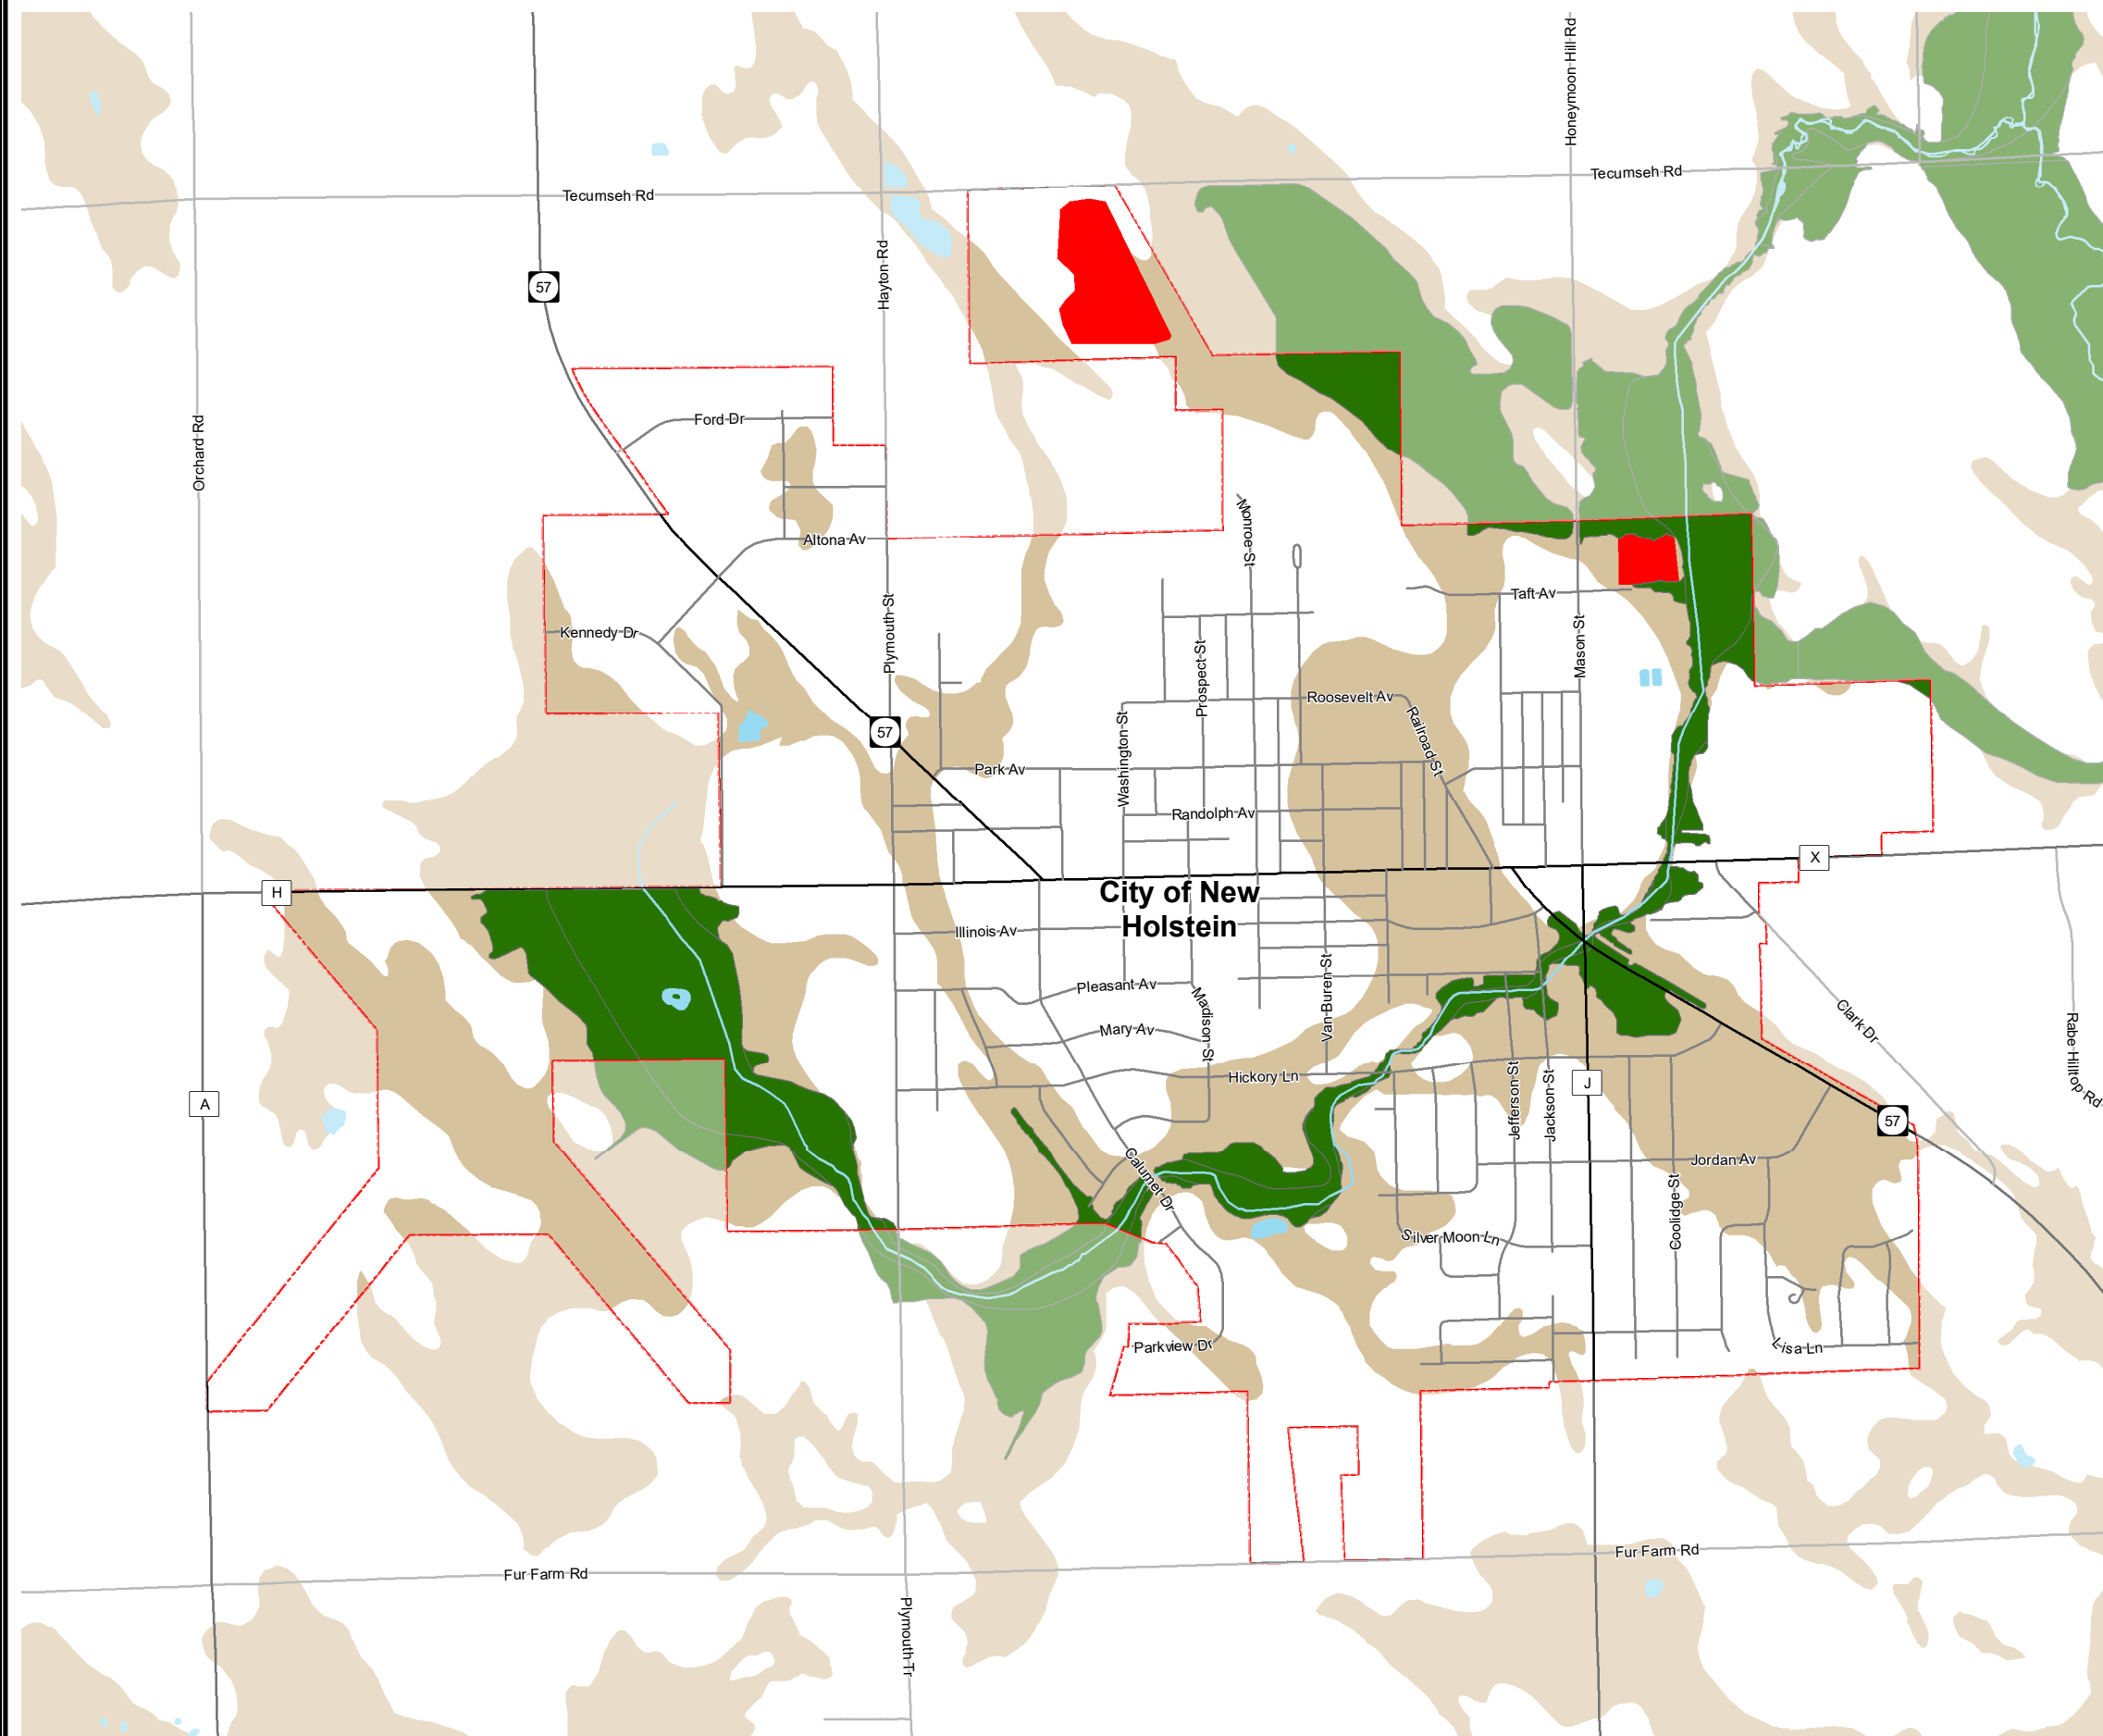 Honeymoon Hill Rd
Tecumseh Rd
Tecumseh Rd
Hayton Rd
57
Orchard Rd
Ford Dr
Monroe St
Altona Av
Taft Av
Plymouth St
Kennedy Dr
Mason St
Prospect St
Roosevelt Av
Railroad St
Washington St
57
Park Av
Randolph Av
X
H
City of New
Holstein
Illinois Av
Van Buren St
Pleasant Av
Madison St
Mary Av
Clark Dr
Rabe Hilltop Rd
Hickory Ln
J
Jefferson St
Jackson St
A
57
Calumet Dr
Jordan Av
Coolidge St
Silver Moon Ln
Parkview Dr
Lisa Ln
Fur Farm Rd
Fur Farm Rd
Plymouth Tr